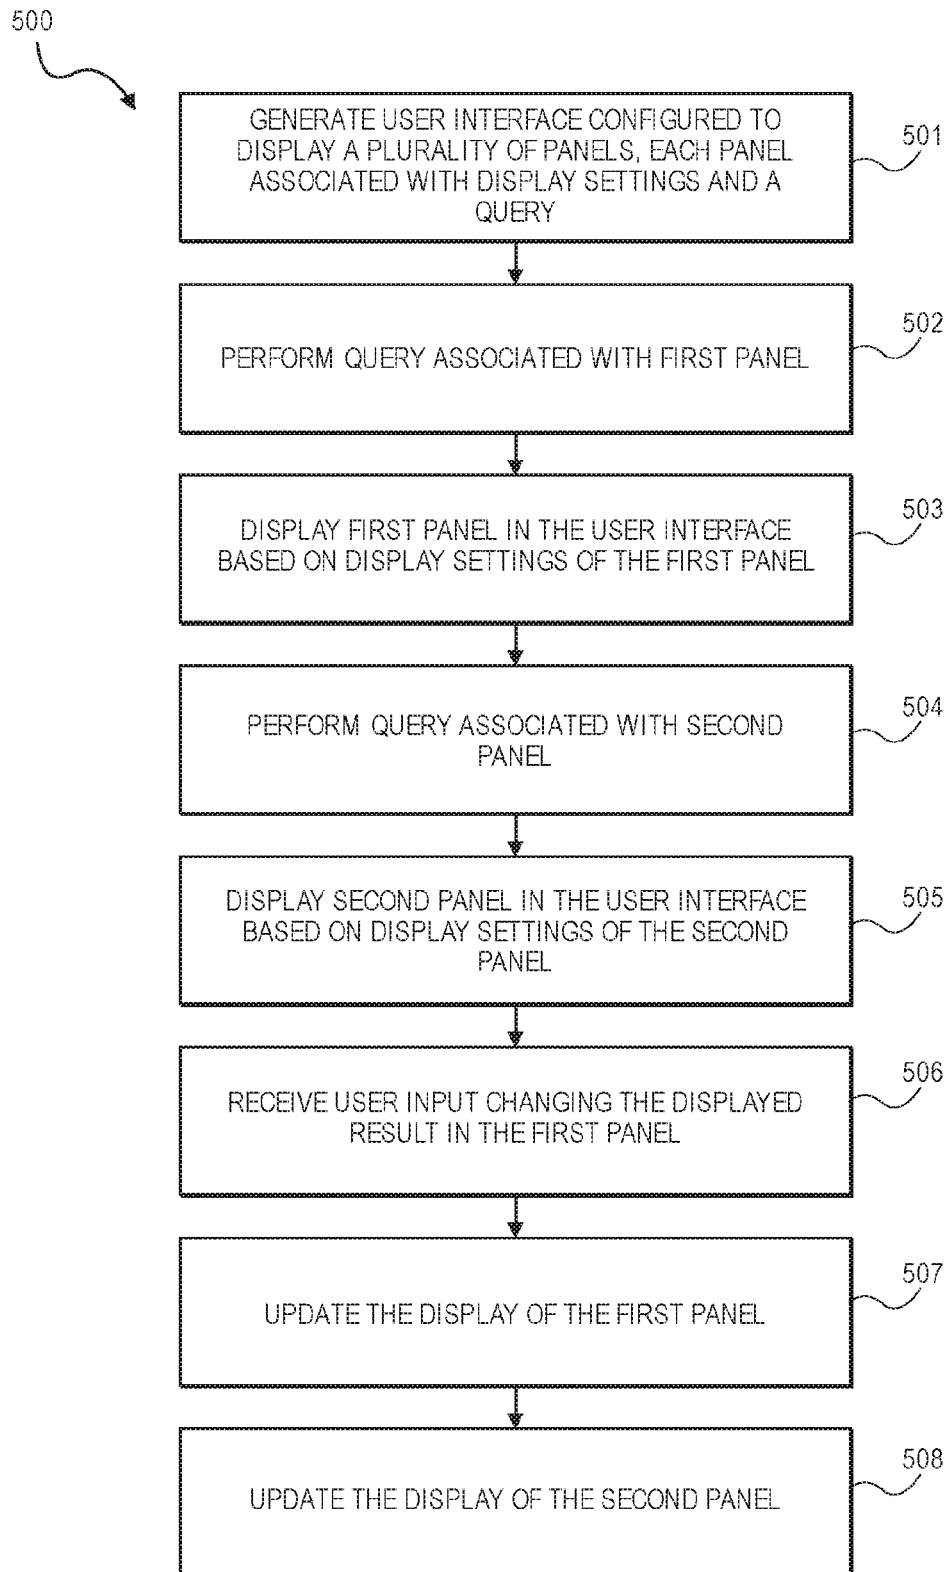 500
GENERATE USER INTERFACE CONFIGURED TO
DISPLAY A PLURALITY OF PANELS, EACH PANEL
ASSOCIATED WITH DISPLAY SETTINGS AND A
QUERY
501
PERFORM QUERY ASSOCIATED WITH FIRST PANEL
502
DISPLAY FIRST PANEL IN THE USER INTERFACE
BASED ON DISPLAY SETTINGS OF THE FIRST PANEL
503
PERFORM QUERY ASSOCIATED WITH SECOND
PANEL
504
DISPLAY SECOND PANEL IN THE USER INTERFACE
BASED ON DISPLAY SETTINGS OF THE SECOND
PANEL
505
RECEIVE USER INPUT CHANGING THE DISPLAYED
RESULT IN THE FIRST PANEL
506
UPDATE THE DISPLAY OF THE FIRST PANEL
507
UPDATE THE DISPLAY OF THE SECOND PANEL
508